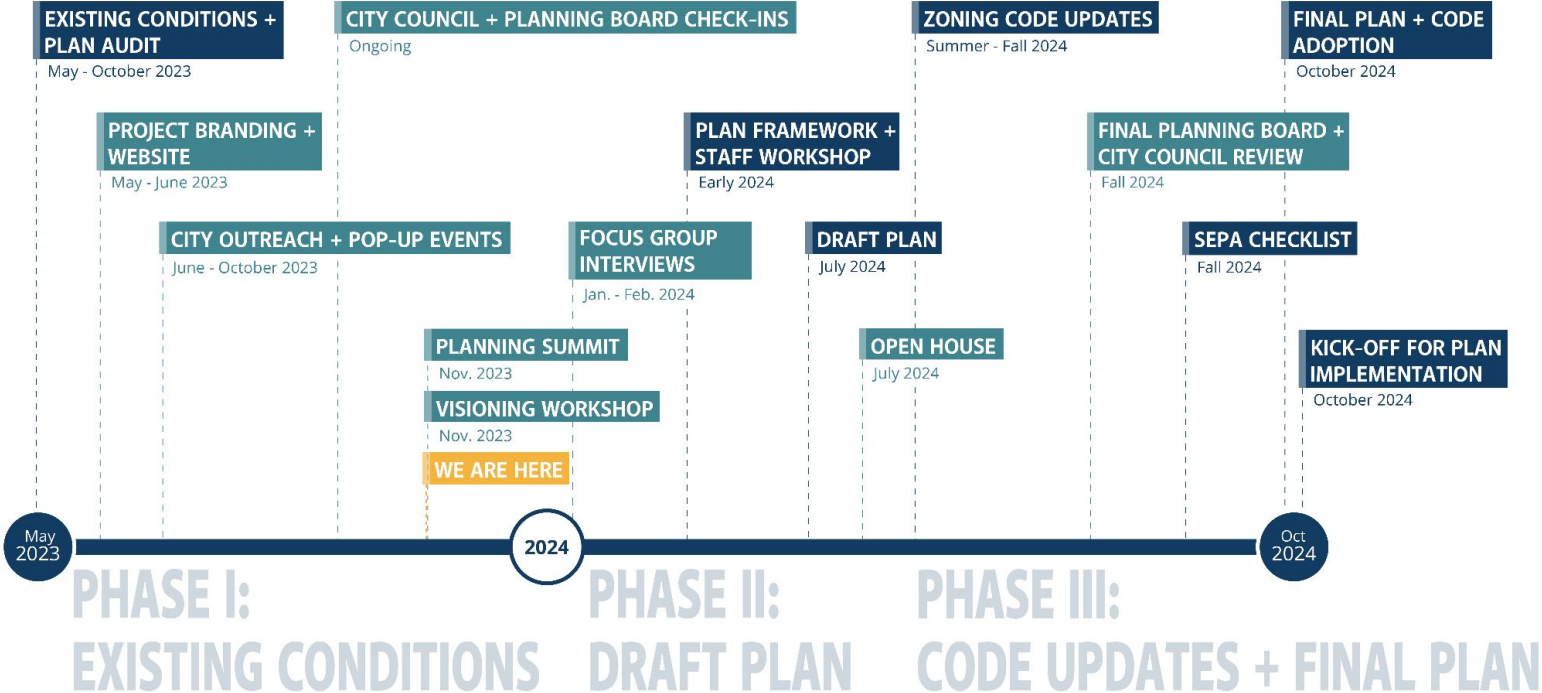 EXISTING CONDITIONS +
PLAN AUDIT
May - October 2023
CITY COUNCIL + PLANNING BOARD CHECK-INS
Ongoing
ZONING CODE UPDATES
Summer - Fall 2024
FINAL PLAN + CODE
ADOPTION
October 2024
PROJECT BRANDING +
WEBSITE
May - June 2023
PLAN FRAMEWORK +
STAFF WORKSHOP
Early 2024
FINAL PLANNING BOARD +
CITY COUNCIL REVIEW
Fall 2024
CITY OUTREACH + POP-UP EVENTS
June - October 2023
FOCUS GROUP
INTERVIEWS
Jan. - Feb. 2024
DRAFT PLAN
July 2024
SEPA CHECKLIST
Fall 2024
PLANNING SUMMIT
Nov. 2023
OPEN HOUSE
July 2024
KICK-OFF FOR PLAN
IMPLEMENTATION
October 2024
VISIONING WORKSHOP
Nov. 2023
WE ARE HERE
May
2023
2024
Oct
2024
PHASE I:
EXISTING CONDITIONS
PHASE II:
DRAFT PLAN
PHASE III:
CODE UPDATES + FINAL PLAN